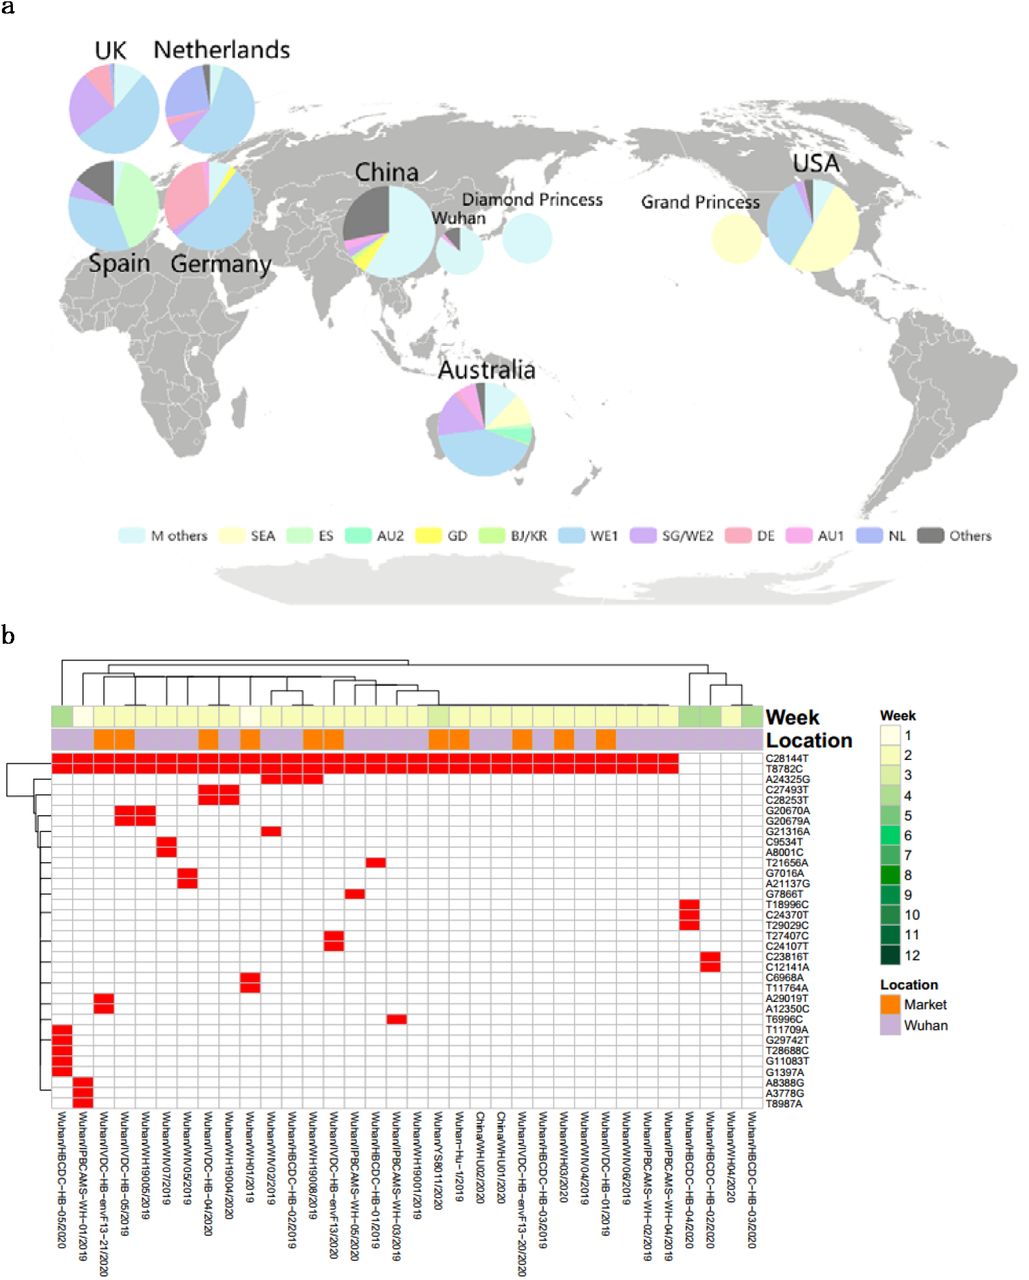 a
UK Netherlands
China
USA
Diamond Princess
Wuhan
Grand Princess
Spain Germany
Australia
M others SEA ES AU2 GD BJ/KR WE1 SG/WE2 DE AU1 NL Others
b
Week
Location
C28144T
T8782C
A24325G
C27493T
C28253T
G20670A
G20679A
G21316A
C9534T
A8001C
T21656A
G7016A
A21137G
G7866T
T18996C
C24370T
T29029C
T27407C
C24107T
C23816T
C12141A
C6968A
T11764A
A29019T
A12350C
T6996C
T11709A
G29742T
T28688C
G11083T
G1397A
A8388G
A3778G
T8987A
Week
1
2
3
4
5
6
7
8
9
10
11
12
Location
Market
Wuhan
Wuhan/HBCDC-HB-05/2020
Wuhan/IPBCAMS-WH-01/2019
Wuhan/IVDC-HB-envF13-21/2020
Wuhan/IVDC-HB-05/2019
Wuhan/WH19005/2019
Wuhan/WIV07/2019
Wuhan/WIV05/2019
Wuhan/IVDC-HB-04/2020
Wuhan/WH19004/2020
Wuhan/WH01/2019
Wuhan/WIV02/2019
Wuhan/HBCDC-HB-02/2019
Wuhan/WH19008/2019
Wuhan/IVDC-HB-envF13/2020
Wuhan/IPBCAMS-WH-05/2020
Wuhan/HBCDC-HB-01/2019
Wuhan/IPBCAMS-WH-03/2019
Wuhan/WH19001/2019
Wuhan/YS8011/2020
Wuhan-Hu-1/2019
China/WHU02/2020
China/WHU01/2020
Wuhan/IVDC-HB-envF13-20/2020
Wuhan/HBCDC-HB-03/2019
Wuhan/WH03/2020
Wuhan/WIV04/2019
Wuhan/IVDC-HB-01/2019
Wuhan/WIV06/2019
Wuhan/IPBCAMS-WH-02/2019
Wuhan/IPBCAMS-WH-04/2019
Wuhan/HBCDC-HB-04/2020
Wuhan/HBCDC-HB-02/2020
Wuhan/WH04/2020
Wuhan/HBCDC-HB-03/2020